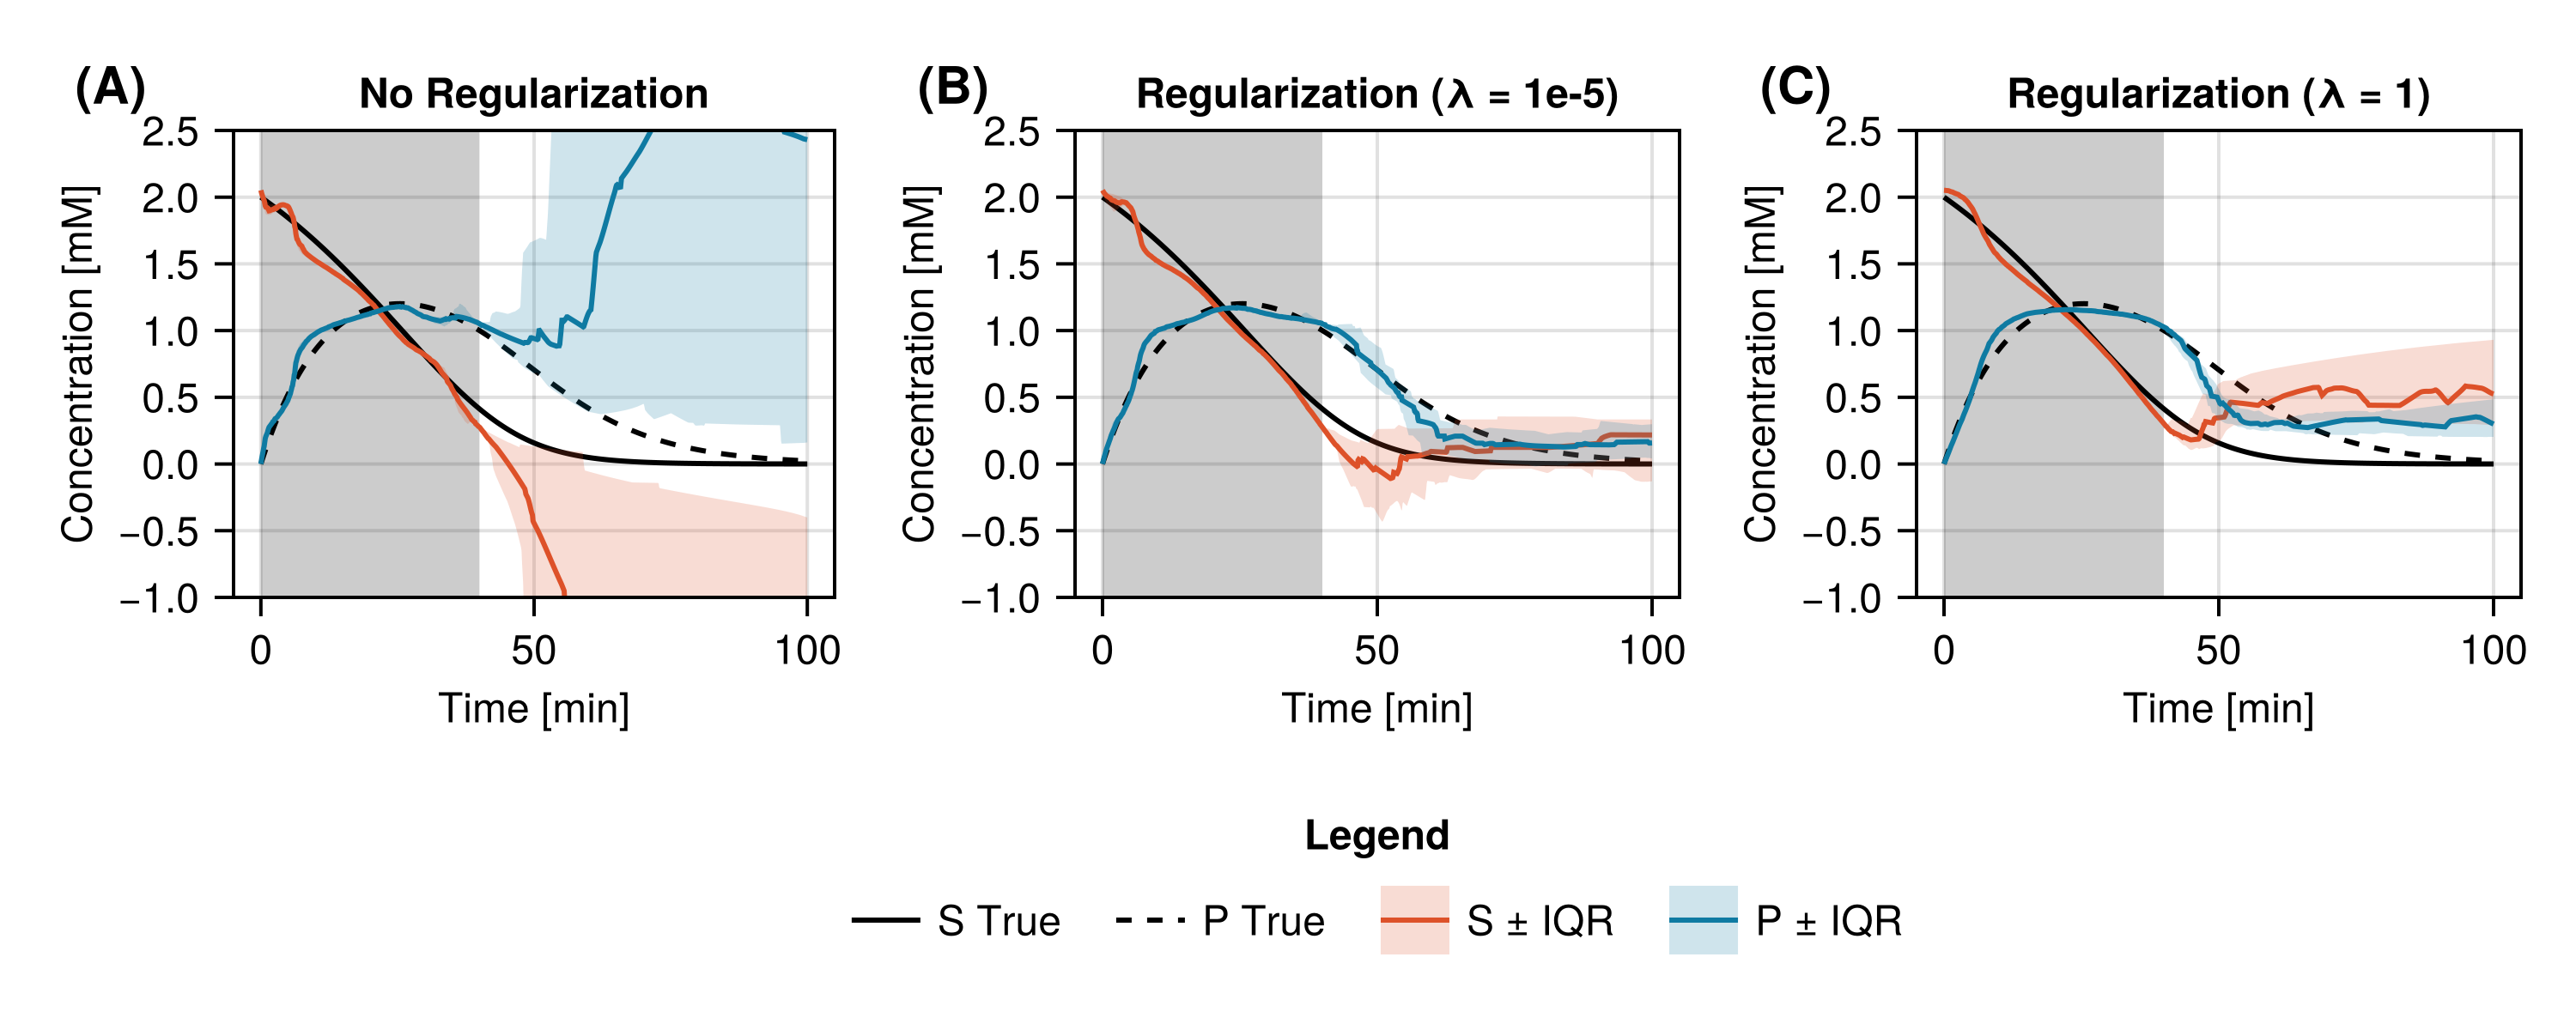 (A) No Regularization
(B) Regularization (λ = 1e-5)
(C) Regularization (λ = 1)
Concentration [mM]
2.5
2.0
1.5
1.0
0.5
0.0
−0.5
−1.0
0 50 100
Time [min]
Concentration [mM]
2.5
2.0
1.5
1.0
0.5
0.0
−0.5
−1.0
0 50 100
Time [min]
Concentration [mM]
2.5
2.0
1.5
1.0
0.5
0.0
−0.5
−1.0
0 50 100
Time [min]
Legend
S True P True S ± IQR P ± IQR